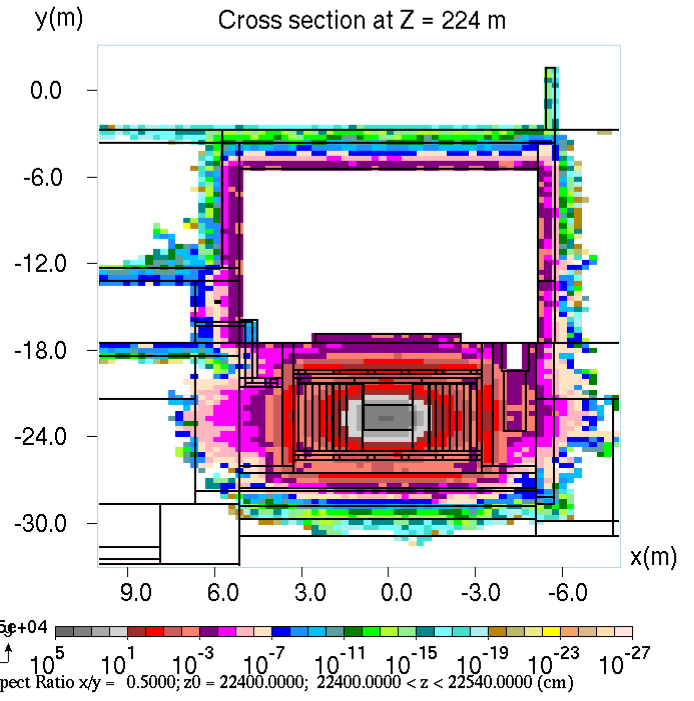 y(m) Cross section at Z = 224 m
0.0
-6.0
-12.0
-18.0
-24.0
-30.0
x(m)
9.0 6.0 3.0 0.0 -3.0 -6.0
5e+04
10^5 10^1 10^-3 10^-7 10^-11 10^-15 10^-19 10^-23 10^-27
pect Ratio x/y = 0.5000; z0 = 22400.0000; 22400.0000 < z < 22540.0000 (cm)